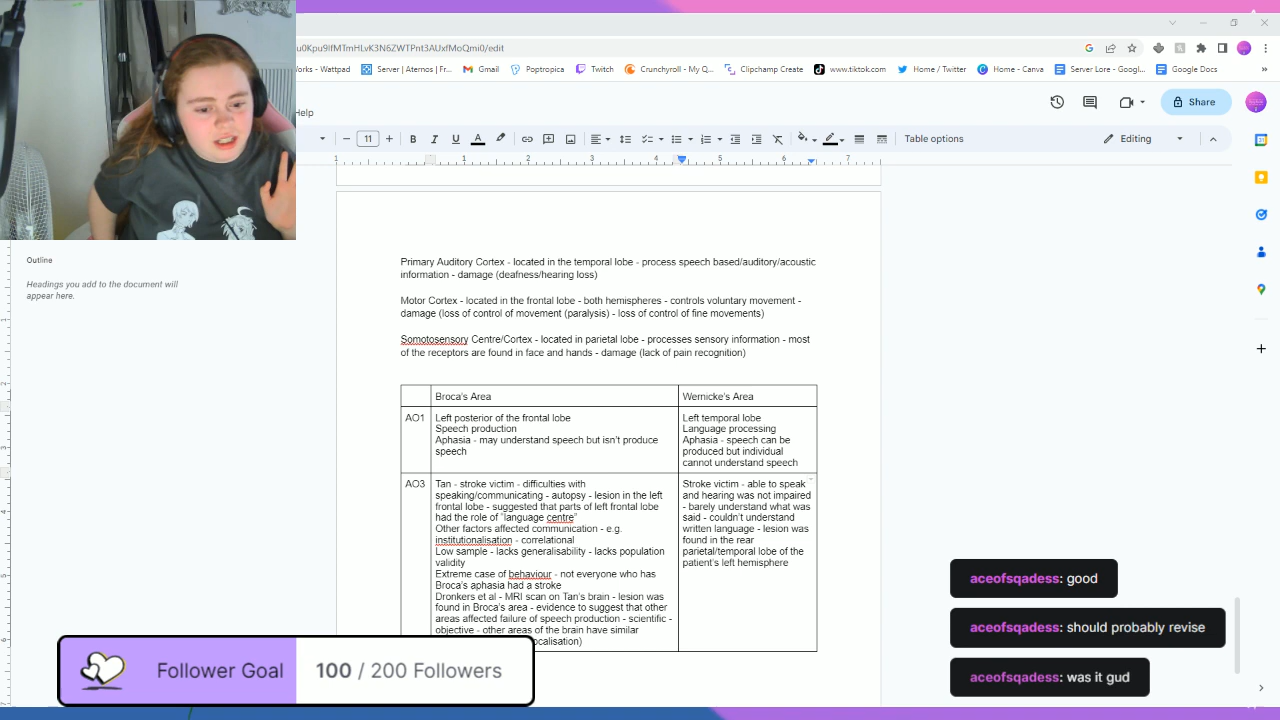 u0Kpu9lfMTmHLvK3N6ZWTPnt3AUxfMoQmi0/edit
Works - Wattpad
Server | Aternos | Fr...
Gmail
Poptropica
Twitch
Crunchyroll - My Q...
Clipchamp Create
www.tiktok.com
Home / Twitter
Home - Canva
Server Lore - Googl...
Google Docs
Help
Share
11
Table options
Editing
1 1 2 3 4 5 6 7
Outline
Headings you add to the document will
appear here.
Primary Auditory Cortex - located in the temporal lobe - process speech based/auditory/acoustic
information - damage (deafness/hearing loss)
Motor Cortex - located in the frontal lobe - both hemispheres - controls voluntary movement -
damage (loss of control of movement (paralysis) - loss of control of fine movements)
Somotosensory Centre/Cortex - located in parietal lobe - processes sensory information - most
of the receptors are found in face and hands - damage (lack of pain recognition)
Broca's Area
Wernicke's Area
AO1
Left posterior of the frontal lobe
Speech production
Aphasia - may understand speech but isn't produce
speech
Left temporal lobe
Language processing
Aphasia - speech can be
produced but individual
cannot understand speech
AO3
Tan - stroke victim - difficulties with
speaking/communicating - autopsy - lesion in the left
frontal lobe - suggested that parts of left frontal lobe
had the role of "language centre"
Other factors affected communication - e.g.
institutionalisation - correlational
Low sample - lacks generalisability - lacks population
validity
Extreme case of behaviour - not everyone who has
Broca's aphasia had a stroke
Dronkers et al - MRI scan on Tan's brain - lesion was
found in Broca's area - evidence to suggest that other
areas affected failure of speech production - scientific -
objective - other areas of the brain have similar
ocalisation)
Stroke victim - able to speak
and hearing was not impaired
- barely understand what was
said - couldn't understand
written language - lesion was
found in the rear
parietal/temporal lobe of the
patient's left hemisphere
Follower Goal
100 / 200 Followers
aceofsqadess: good
aceofsqadess: should probably revise
aceofsqadess: was it gud